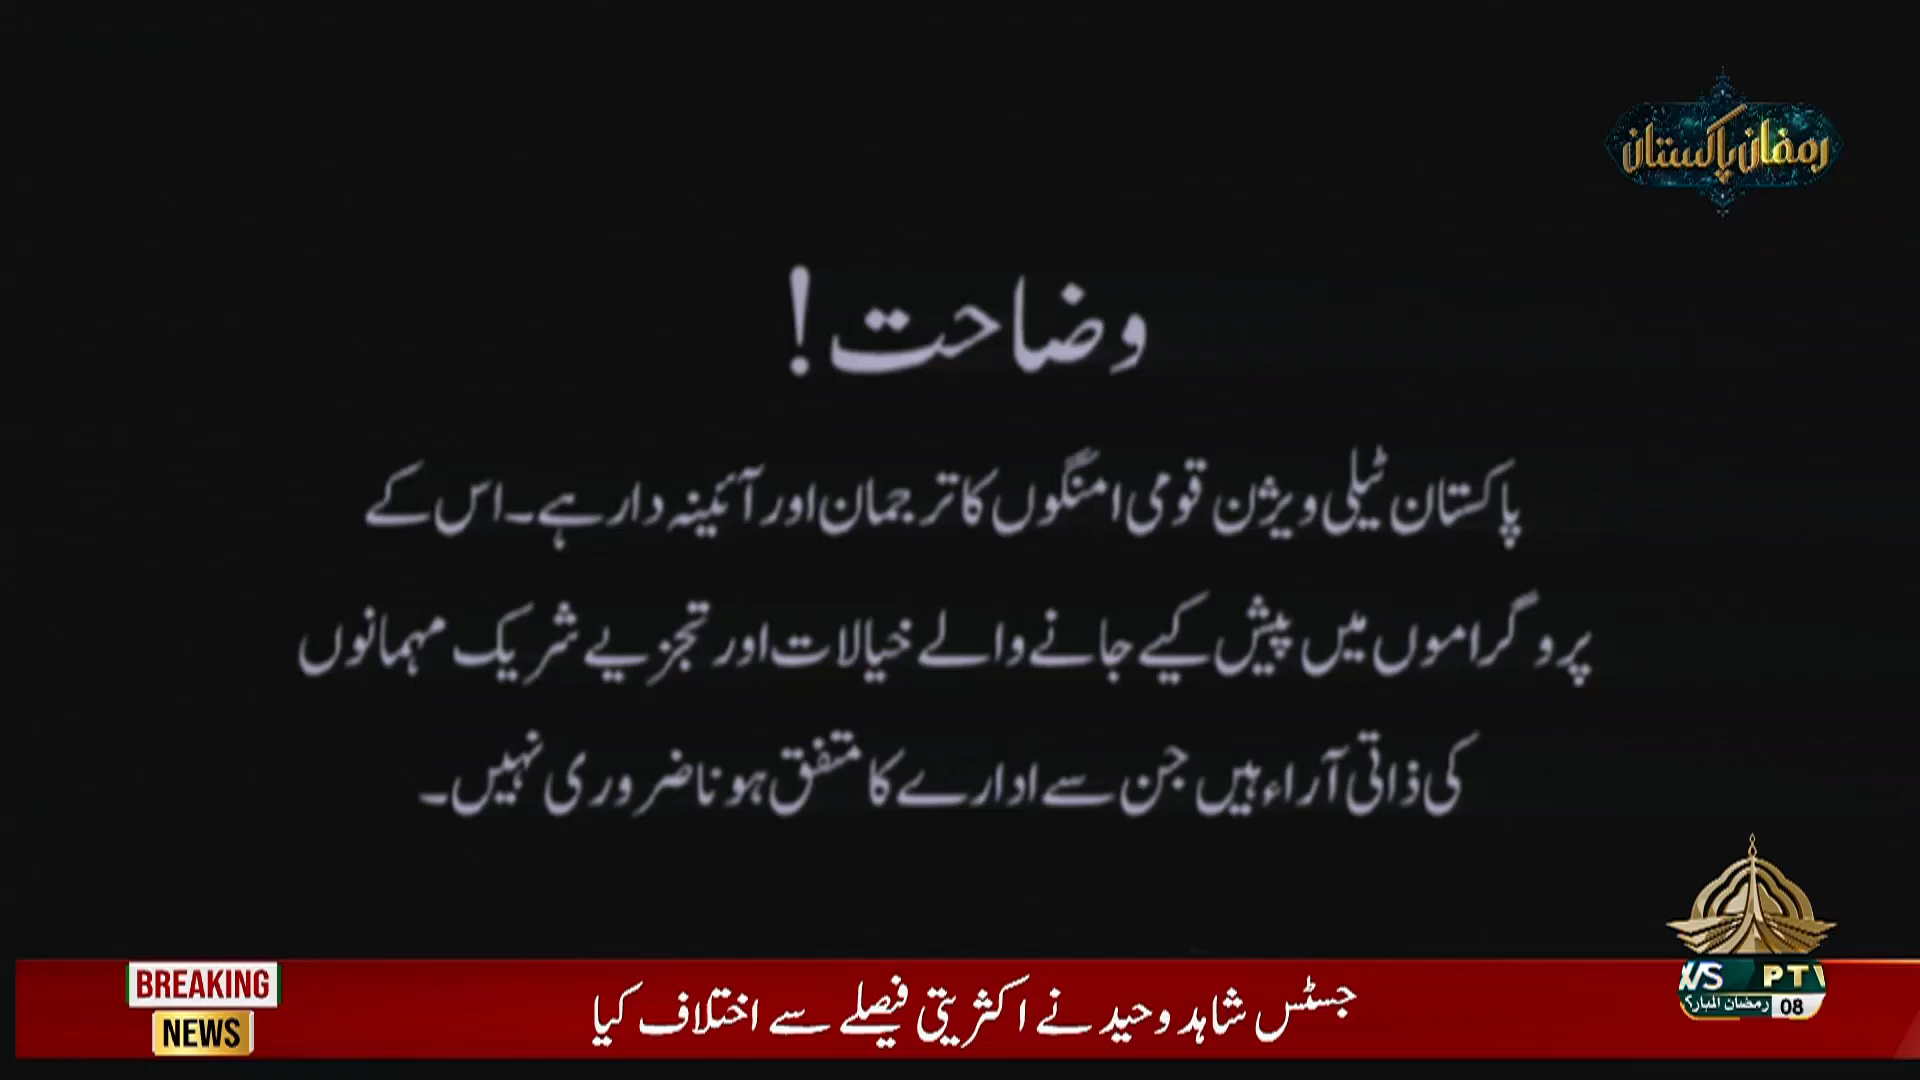 رمضان پاکستان
وضاحت!
پاکستان ٹیلی ویژن قومی امنگوں کا ترجمان اور آئینہ دار ہے۔ اس کے
پروگراموں میں پیش کیے جانے والے خیالات اور تجزیے شریک مہمانوں
کی ذاتی آراء ہیں جن سے ادارے کا متفق ہونا ضروری نہیں۔
BREAKING
NEWS
جسٹس شاہد وحید نے اکثریتی فیصلے سے اختلاف کیا
PTV
08 رمضان المبارک